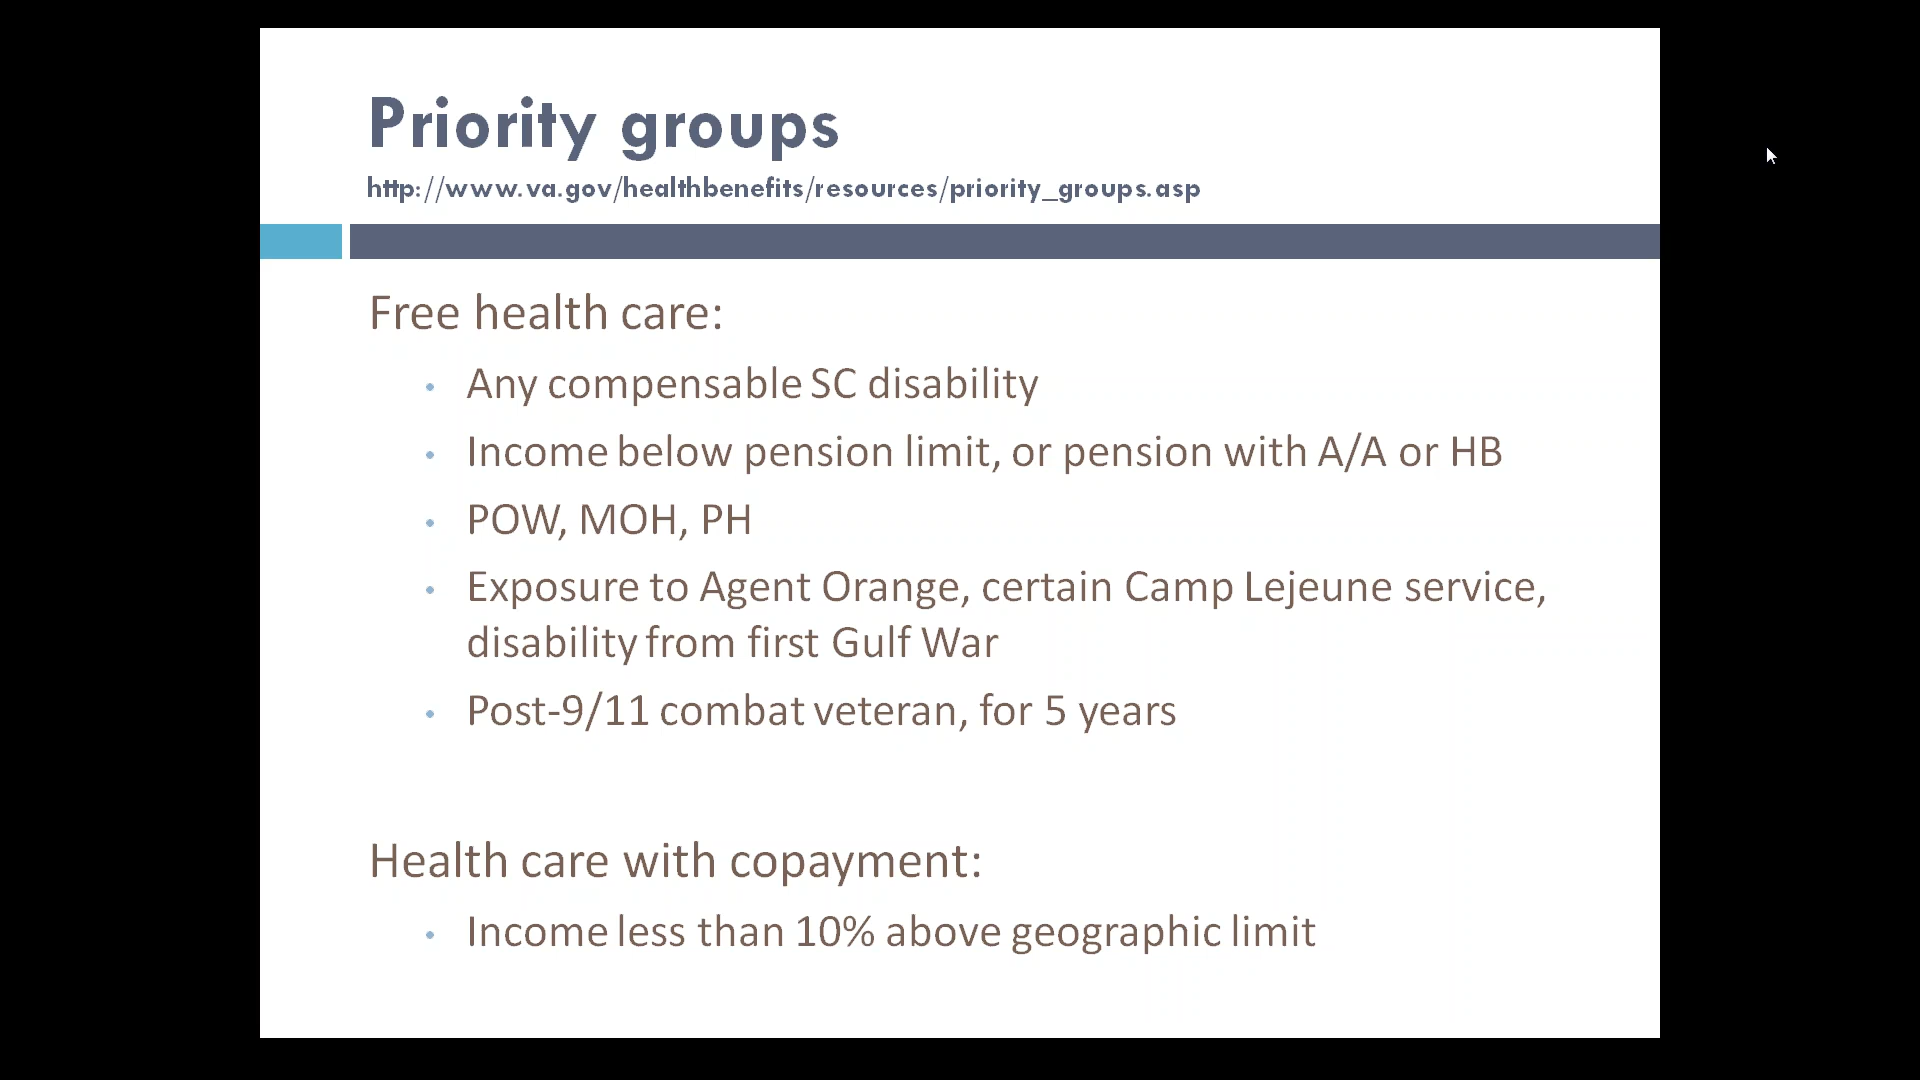 Priority groups
http://www.va.gov/healthbenefits/resources/priority_groups.asp
Free health care:
• Any compensable SC disability
• Income below pension limit, or pension with A/A or HB
• POW, MOH, PH
• Exposure to Agent Orange, certain Camp Lejeune service,
disability from first Gulf War
• Post-9/11 combat veteran, for 5 years
Health care with copayment:
• Income less than 10% above geographic limit